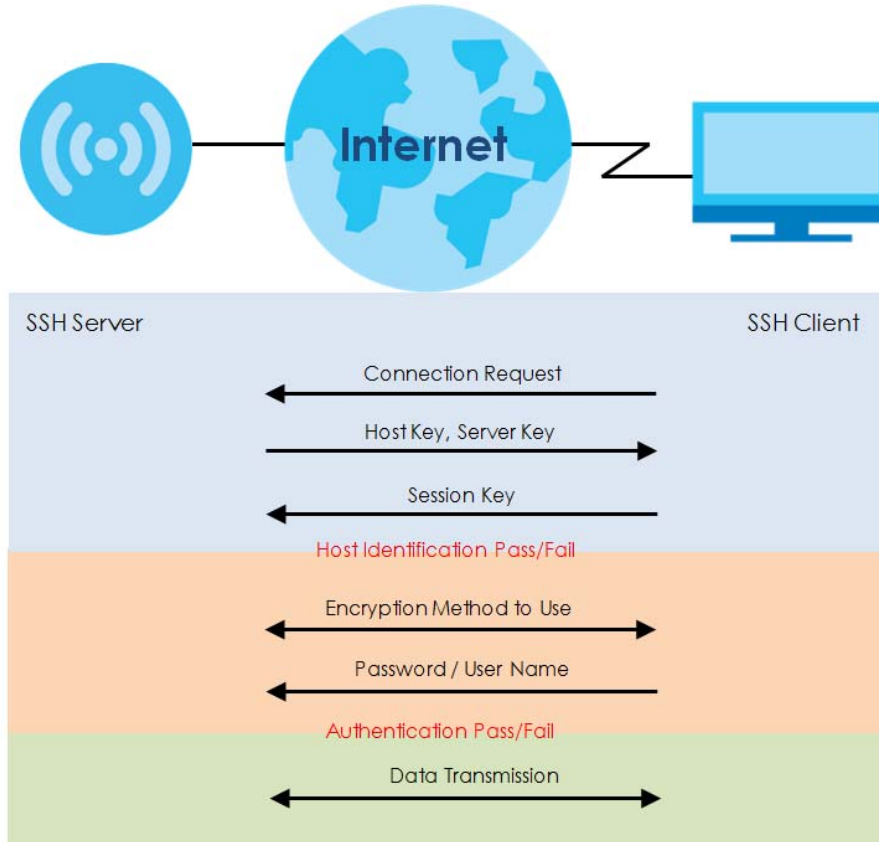 Internet
SSH Server
SSH Client
Connection Request
Host Key, Server Key
Session Key
Host Identification Pass/Fail
Encryption Method to Use
Password / User Name
Authentication Pass/Fail
Data Transmission